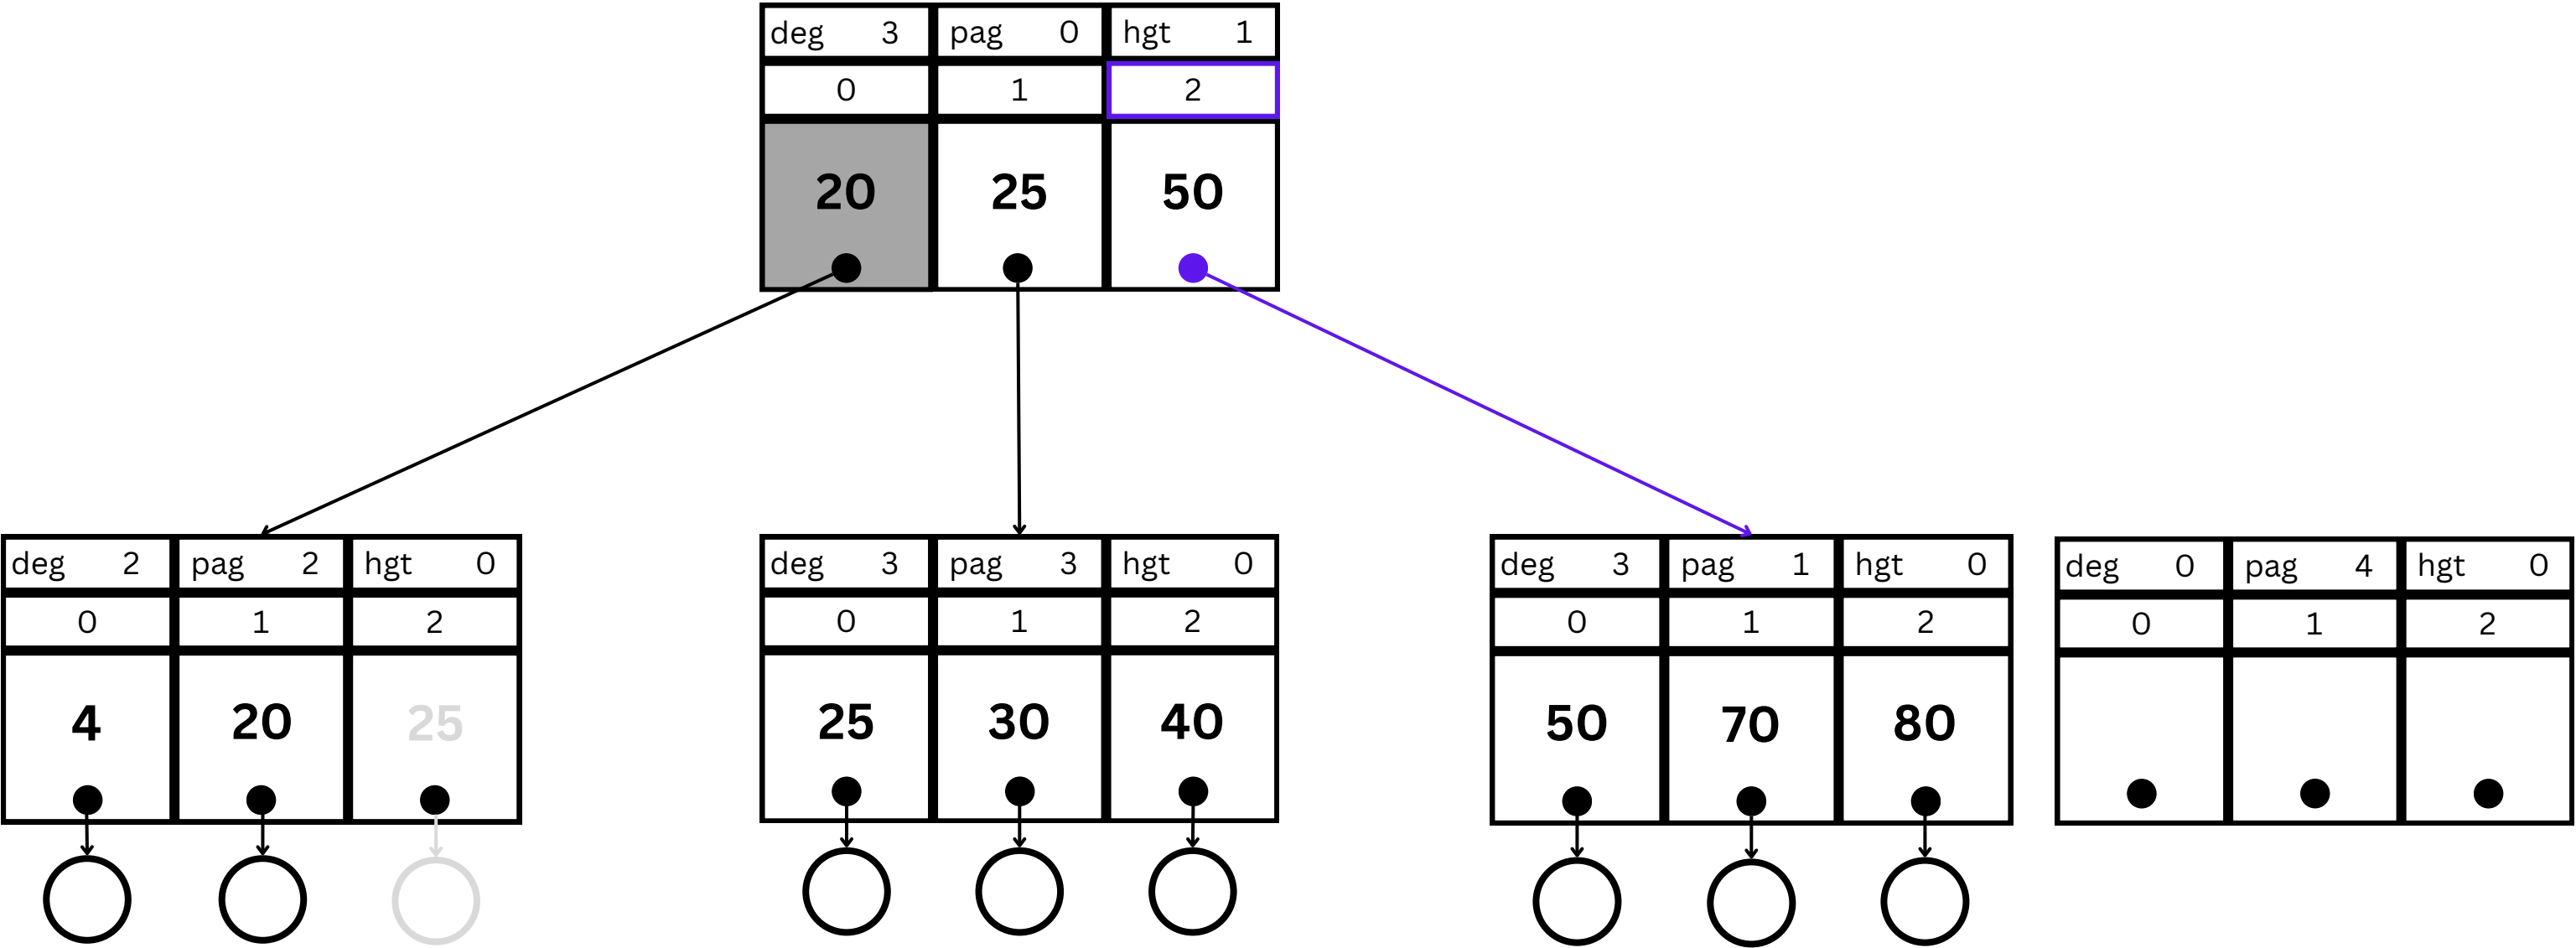 deg 3 pag 0 hgt 1
0 1 2
20 25 50
deg 2 pag 2 hgt 0
0 1 2
4 20 25
deg 3 pag 3 hgt 0
0 1 2
25 30 40
deg 3 pag 1 hgt 0
0 1 2
50 70 80
deg 0 pag 4 hgt 0
0 1 2